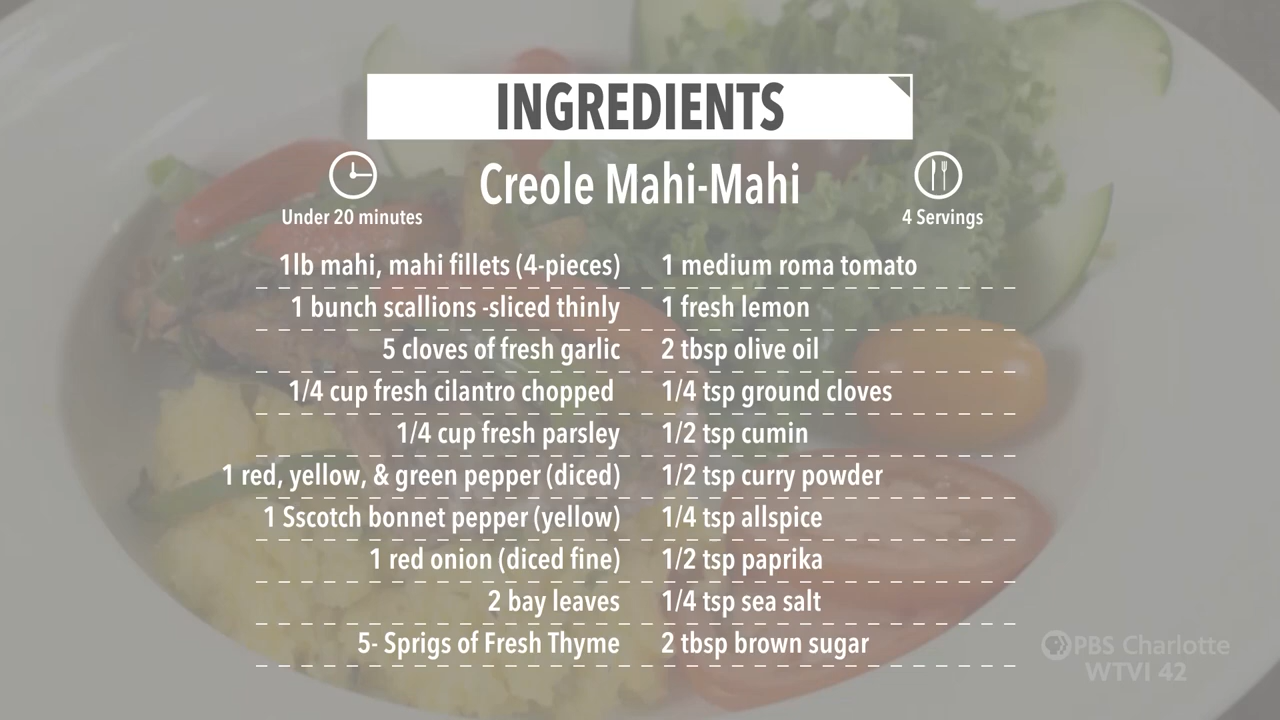 INGREDIENTS
Creole Mahi-Mahi
Under 20 minutes
4 Servings
1lb mahi, mahi fillets (4-pieces)
1 bunch scallions -sliced thinly
5 cloves of fresh garlic
1/4 cup fresh cilantro chopped
1/4 cup fresh parsley
1 red, yellow, & green pepper (diced)
1 Sscotch bonnet pepper (yellow)
1 red onion (diced fine)
2 bay leaves
5- Sprigs of Fresh Thyme
1 medium roma tomato
1 fresh lemon
2 tbsp olive oil
1/4 tsp ground cloves
1/2 tsp cumin
1/2 tsp curry powder
1/4 tsp allspice
1/2 tsp paprika
1/4 tsp sea salt
2 tbsp brown sugar
PBS Charlotte
WTVI 42